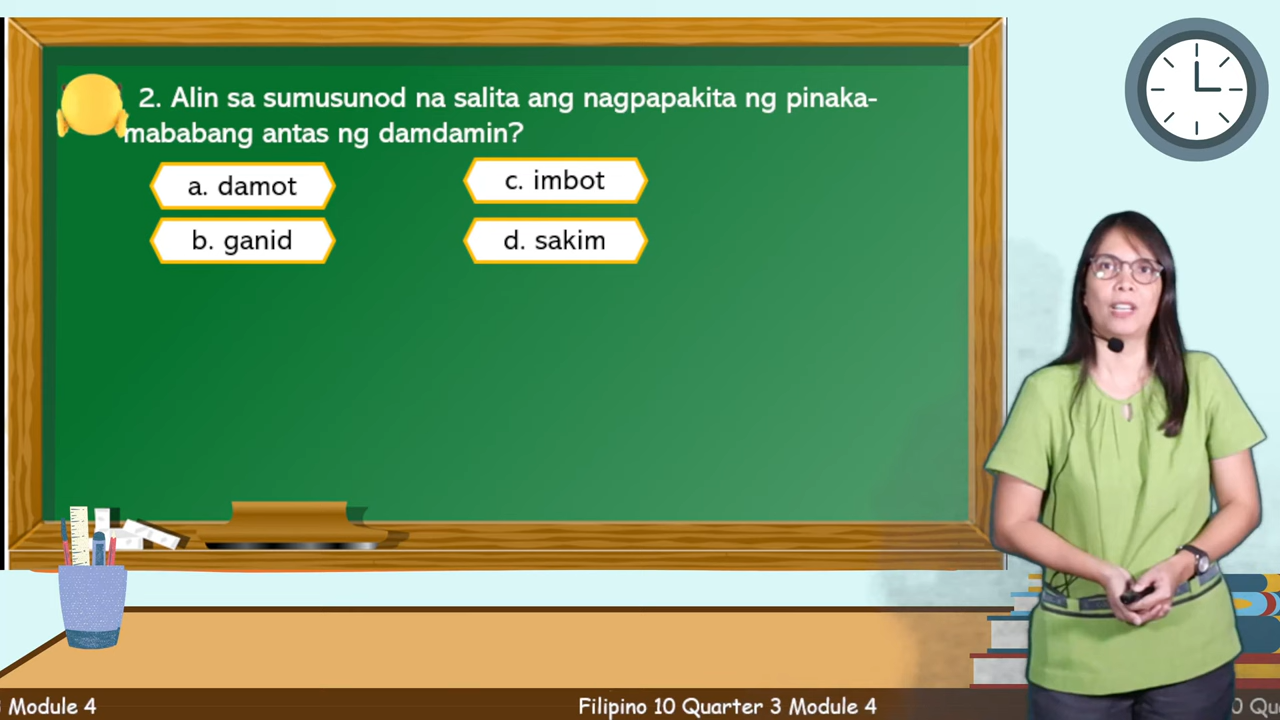 2. Alin sa sumusunod na salita ang nagpapakita ng pinaka-
mababang antas ng damdamin?
a. damot
c. imbot
b. ganid
d. sakim
Module 4
Filipino 10 Quarter 3 Module 4